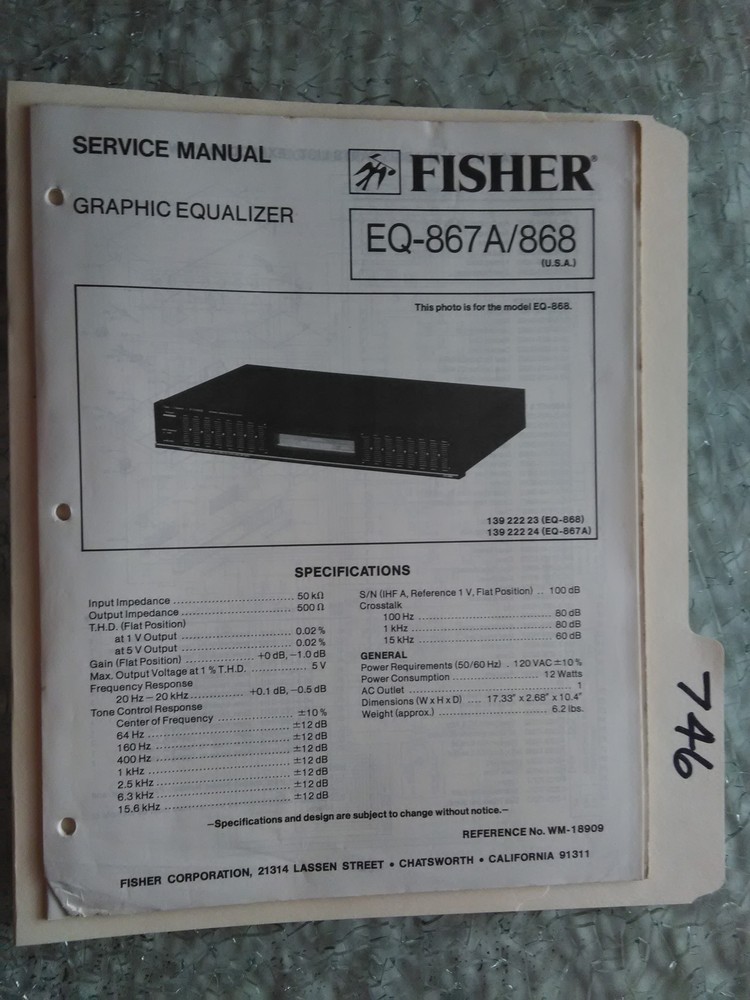 SERVICE MANUAL
FISHER®
GRAPHIC EQUALIZER
EQ-867A/868
(U.S.A.)
This photo is for the model EQ-868.
139 222 23 (EQ-868)
139 222 24 (EQ-867A)
SPECIFICATIONS
Input Impedance .......................... 50 kΩ
Output Impedance .......................... 500 Ω
T.H.D. (Flat Position)
at 1 V Output .......................... 0.02 %
at 5 V Output .......................... 0.02 %
Gain (Flat Position) ................ +0 dB, −1.0 dB
Max. Output Voltage at 1 % T.H.D. .............. 5 V
Frequency Response
20 Hz − 20 kHz ............ +0.1 dB, −0.5 dB
Tone Control Response
Center of Frequency .................. ±10 %
64 Hz .............................. ±12 dB
160 Hz .............................. ±12 dB
400 Hz .............................. ±12 dB
1 kHz .............................. ±12 dB
2.5 kHz .............................. ±12 dB
6.3 kHz .............................. ±12 dB
15.6 kHz .............................. ±12 dB
S/N (IHF A, Reference 1 V, Flat Position) .. 100 dB
Crosstalk
100 Hz .............................. 80 dB
1 kHz .............................. 80 dB
15 kHz .............................. 60 dB
GENERAL
Power Requirements (50/60 Hz) . 120 VAC ±10 %
Power Consumption .................... 12 Watts
AC Outlet .............................. 1
Dimensions (W x H x D) .... 17.33" x 2.68" x 10.4"
Weight (approx.) ........................ 6.2 lbs.
—Specifications and design are subject to change without notice.—
REFERENCE No. WM-18909
FISHER CORPORATION, 21314 LASSEN STREET • CHATSWORTH • CALIFORNIA 91311
746